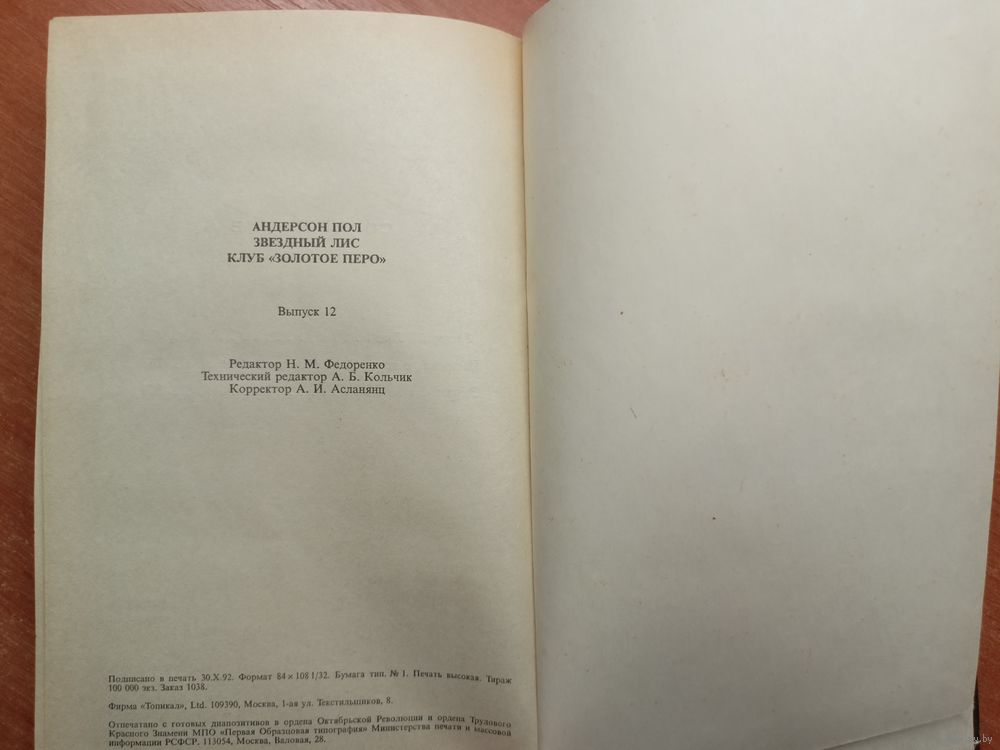 АНДЕРСОН ПОЛ
ЗВЕЗДНЫЙ ЛИС
КЛУБ «ЗОЛОТОЕ ПЕРО»
Выпуск 12
Редактор Н. М. Федоренко
Технический редактор А. Б. Кольчик
Корректор А. И. Асланянц
Подписано в печать 30.X.92. Формат 84×108 1/32. Бумага тип. № 1. Печать высокая. Тираж
100 000 экз. Заказ 1038.
Фирма «Топикал», Ltd. 109390, Москва, 1-ая ул. Текстильщиков, 8.
Отпечатано с готовых диапозитивов в ордена Октябрьской Революции и ордена Трудового
Красного Знамени МПО «Первая Образцовая типография» Министерства печати и массовой
информации РСФСР. 113054, Москва, Валовая, 28.